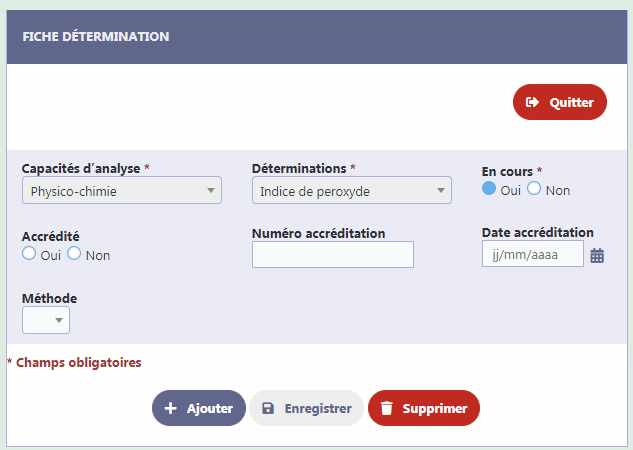 FICHE DÉTERMINATION
Quitter
Capacités d'analyse *
Déterminations *
En cours *
Physico-chimie
Indice de peroxyde
Oui Non
Accrédité
Numéro accréditation
Date accréditation
Oui Non
jj/mm/aaaa
Méthode
* Champs obligatoires
Ajouter
Enregistrer
Supprimer